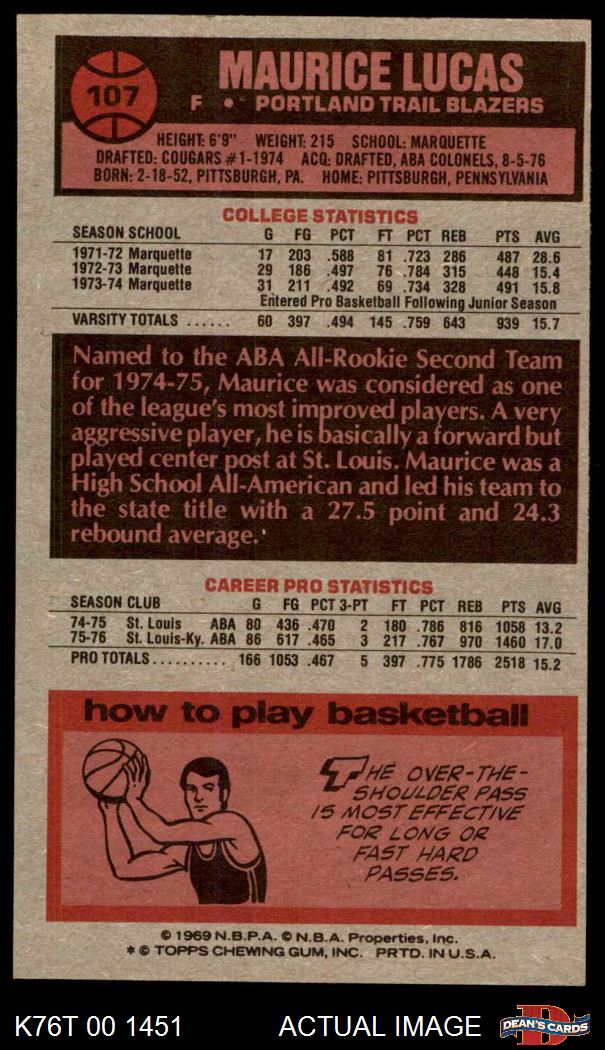 107
MAURICE LUCAS
F • PORTLAND TRAIL BLAZERS
HEIGHT: 6'9" WEIGHT: 215 SCHOOL: MARQUETTE
DRAFTED: COUGARS #1-1974 ACQ: DRAFTED, ABA COLONELS, 8-5-76
BORN: 2-18-52, PITTSBURGH, PA. HOME: PITTSBURGH, PENNSYLVANIA
COLLEGE STATISTICS
SEASON SCHOOL G FG PCT FT PCT REB PTS AVG
1971-72 Marquette 17 203 .588 81 .723 286 487 28.6
1972-73 Marquette 29 186 .497 76 .784 315 448 15.4
1973-74 Marquette 31 211 .492 69 .734 328 491 15.8
Entered Pro Basketball Following Junior Season
VARSITY TOTALS ...... 60 397 .494 145 .759 643 939 15.7
Named to the ABA All-Rookie Second Team
for 1974-75, Maurice was considered as one
of the league's most improved players. A very
aggressive player, he is basically a forward but
played center post at St. Louis. Maurice was a
High School All-American and led his team to
the state title with a 27.5 point and 24.3
rebound average.
CAREER PRO STATISTICS
SEASON CLUB G FG PCT 3-PT FT PCT REB PTS AVG
74-75 St. Louis ABA 80 436 .470 2 180 .786 816 1058 13.2
75-76 St. Louis-Ky. ABA 86 617 .465 3 217 .767 970 1460 17.0
PRO TOTALS.......... 166 1053 .467 5 397 .775 1786 2518 15.2
how to play basketball
THE OVER-THE-
SHOULDER PASS
IS MOST EFFECTIVE
FOR LONG OR
FAST HARD
PASSES.
© 1969 N.B.P.A. © N.B.A. Properties, Inc.
* © TOPPS CHEWING GUM, INC. PRTD. IN U.S.A.
K76T 00 1451 ACTUAL IMAGE
D
DEAN'S CARDS